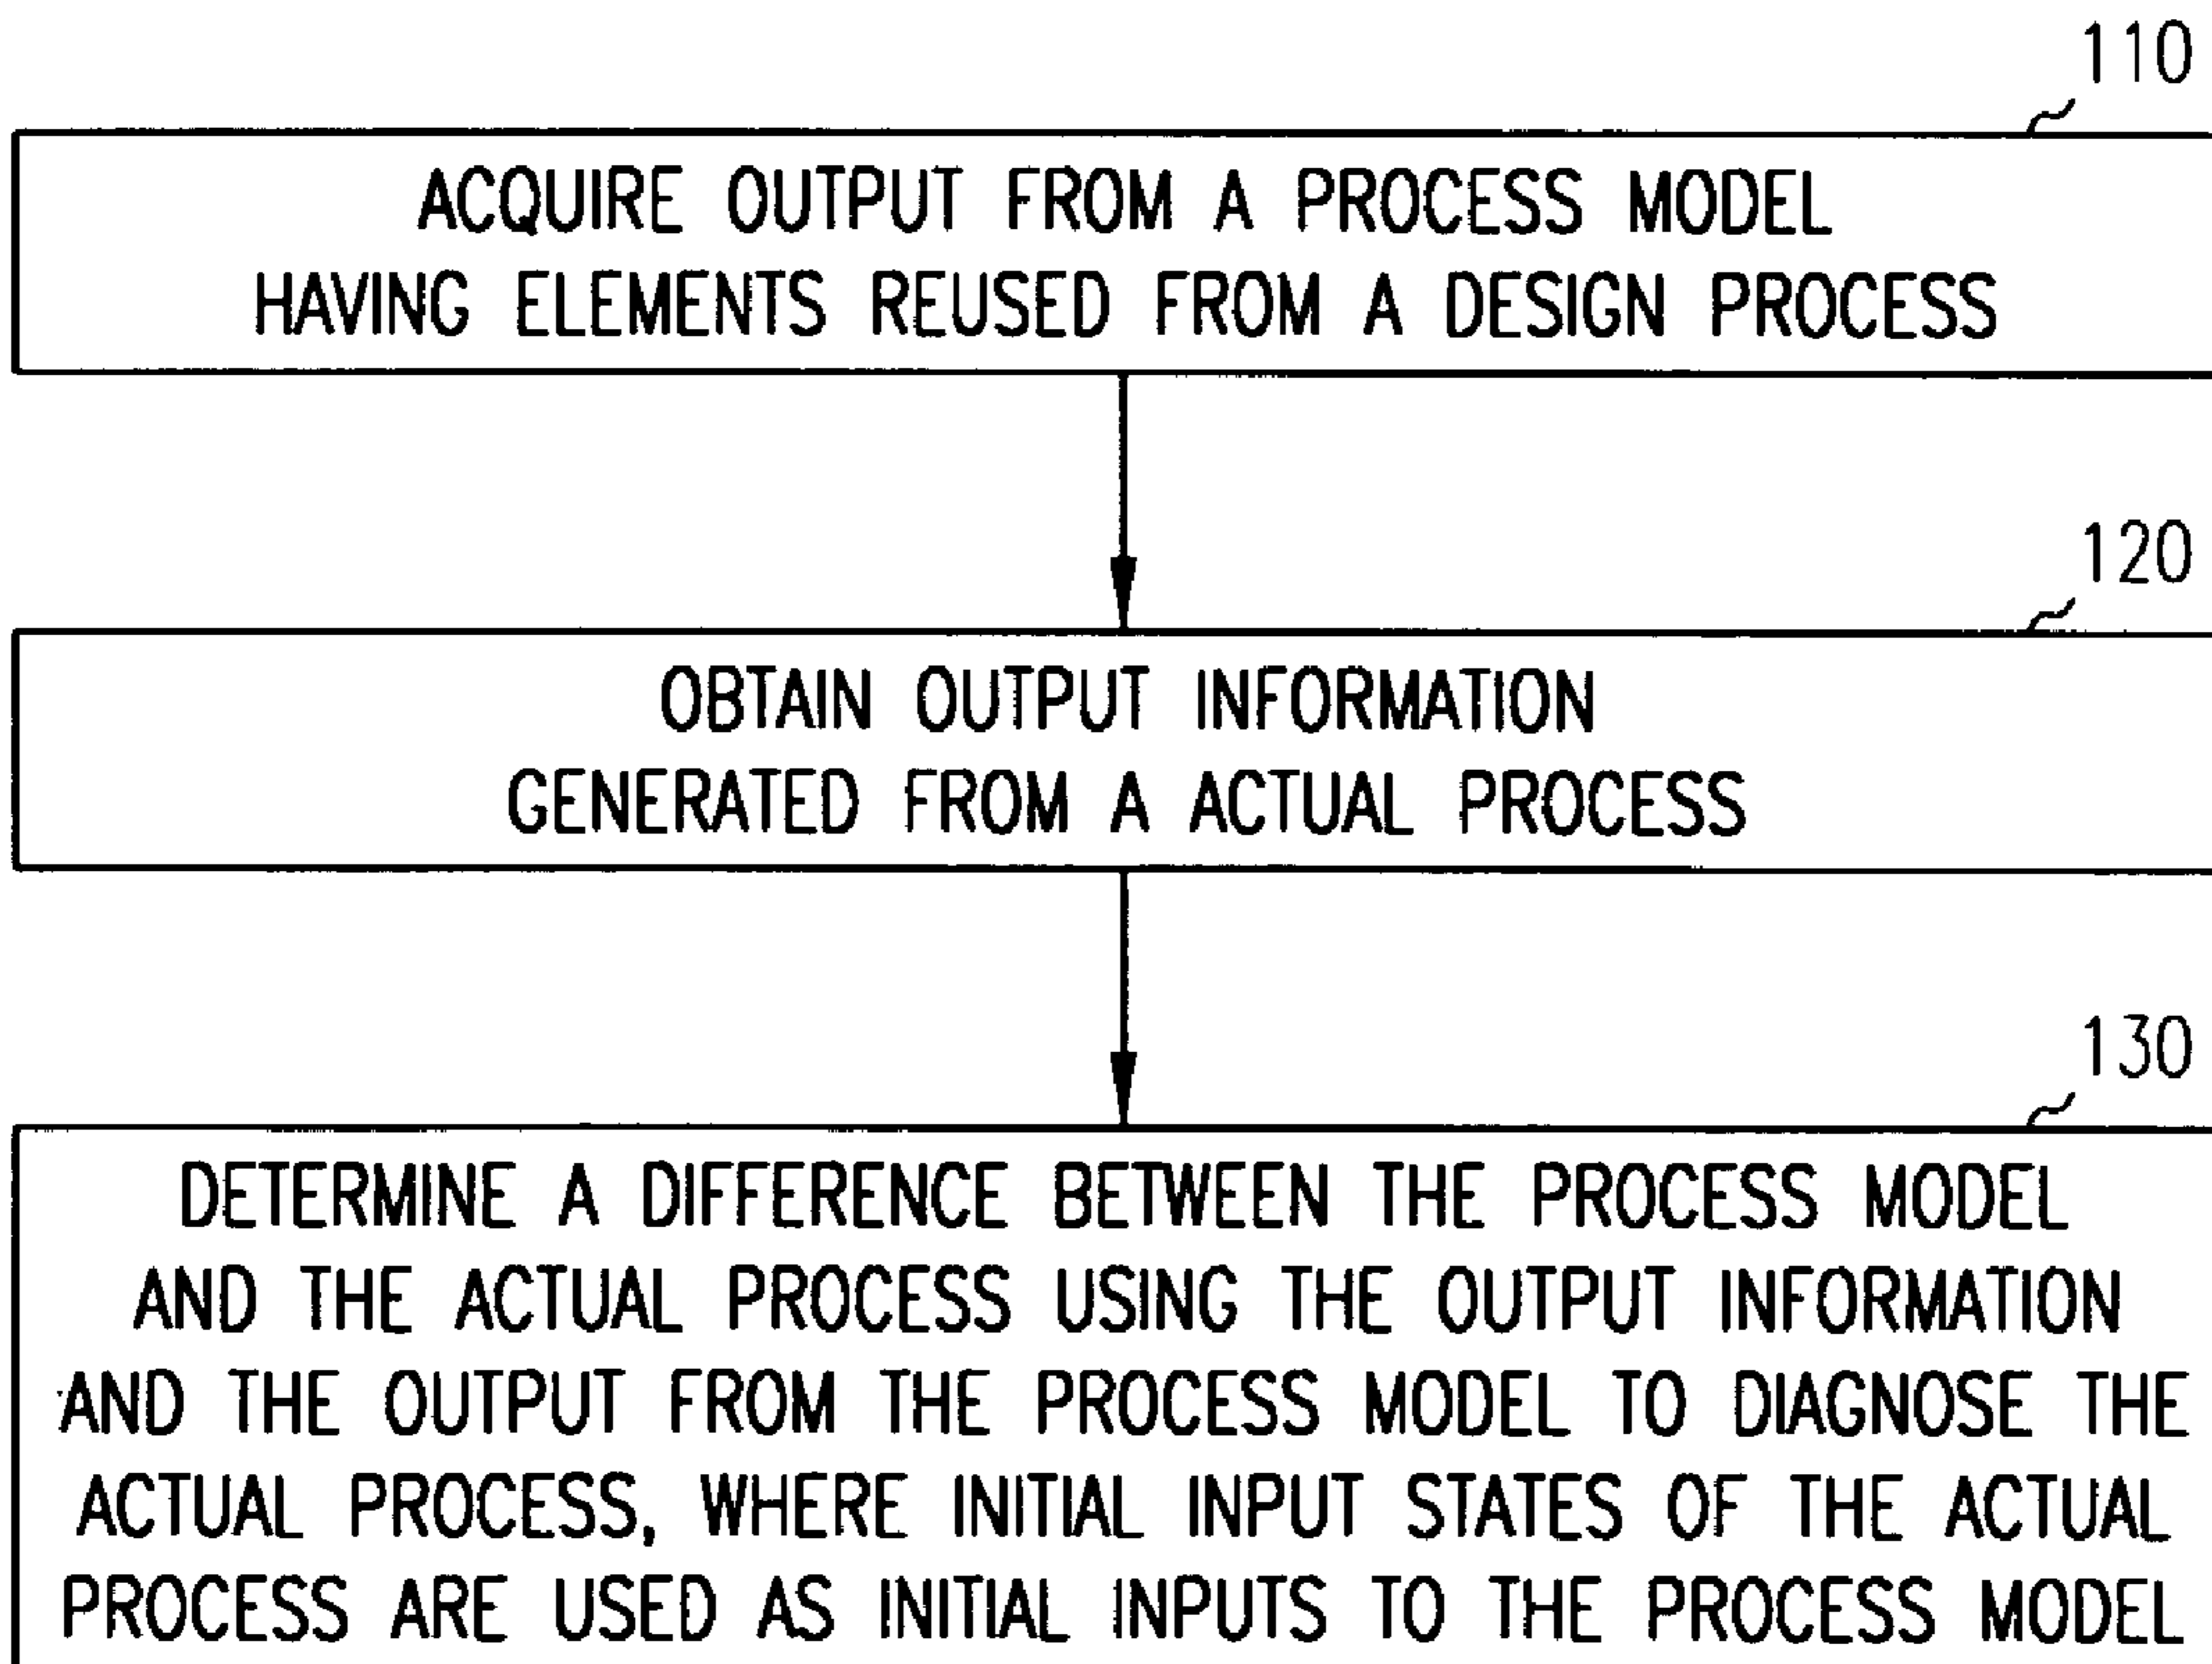 110
ACQUIRE OUTPUT FROM A PROCESS MODEL
HAVING ELEMENTS REUSED FROM A DESIGN PROCESS
120
OBTAIN OUTPUT INFORMATION
GENERATED FROM A ACTUAL PROCESS
130
DETERMINE A DIFFERENCE BETWEEN THE PROCESS MODEL
AND THE ACTUAL PROCESS USING THE OUTPUT INFORMATION
AND THE OUTPUT FROM THE PROCESS MODEL TO DIAGNOSE THE
ACTUAL PROCESS, WHERE INITIAL INPUT STATES OF THE ACTUAL
PROCESS ARE USED AS INITIAL INPUTS TO THE PROCESS MODEL